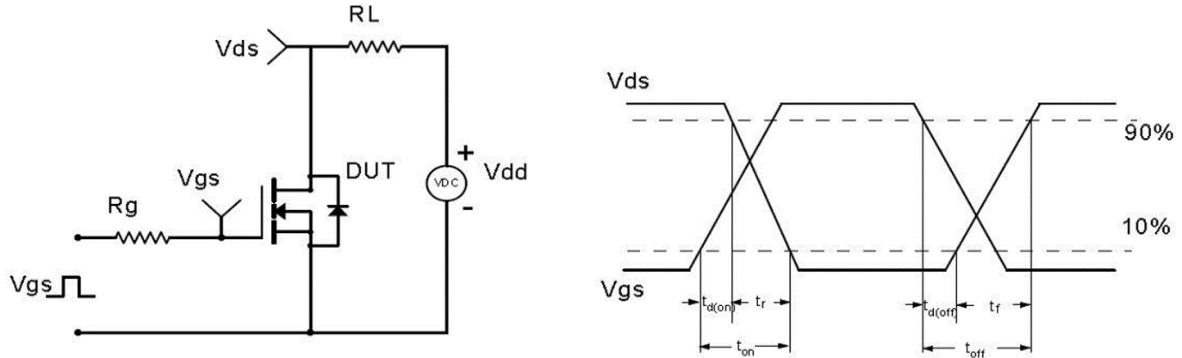 RL
Vds
Vgs
DUT
+
VDC
Vdd
-
Rg
Vgs
Vds
90%
10%
Vgs
td(on) tr td(off) tf
ton toff